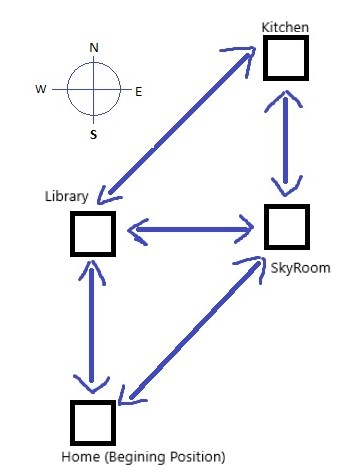 Kitchen
N
W
E
S
Library
SkyRoom
Home (Begining Position)